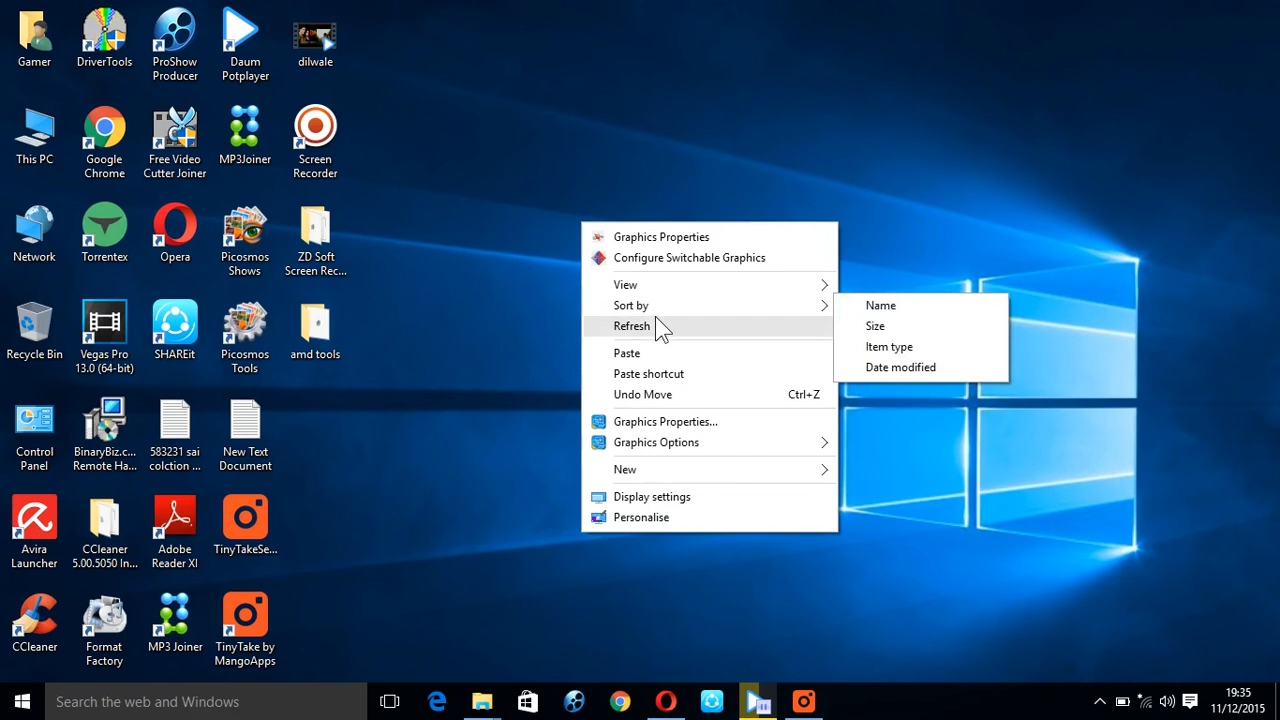 Gamer
DriverTools
ProShow
Producer
Daum
Potplayer
dilwale
This PC
Google
Chrome
Free Video
Cutter Joiner
MP3Joiner
Screen
Recorder
Network
Torrentex
Opera
Picosmos
Shows
ZD Soft
Screen Rec...
Recycle Bin
Vegas Pro
13.0 (64-bit)
SHAREit
Picosmos
Tools
amd tools
Control
Panel
BinaryBiz.c...
Remote Ha...
583231 sai
colction ...
New Text
Document
Avira
Launcher
CCleaner
5.00.5050 In...
Adobe
Reader XI
TinyTakeSe...
CCleaner
Format
Factory
MP3 Joiner
TinyTake by
MangoApps
Graphics Properties
Configure Switchable Graphics
View
Sort by
Refresh
Paste
Paste shortcut
Undo Move Ctrl+Z
Graphics Properties...
Graphics Options
New
Display settings
Personalise
Name
Size
Item type
Date modified
Search the web and Windows
19:35
11/12/2015